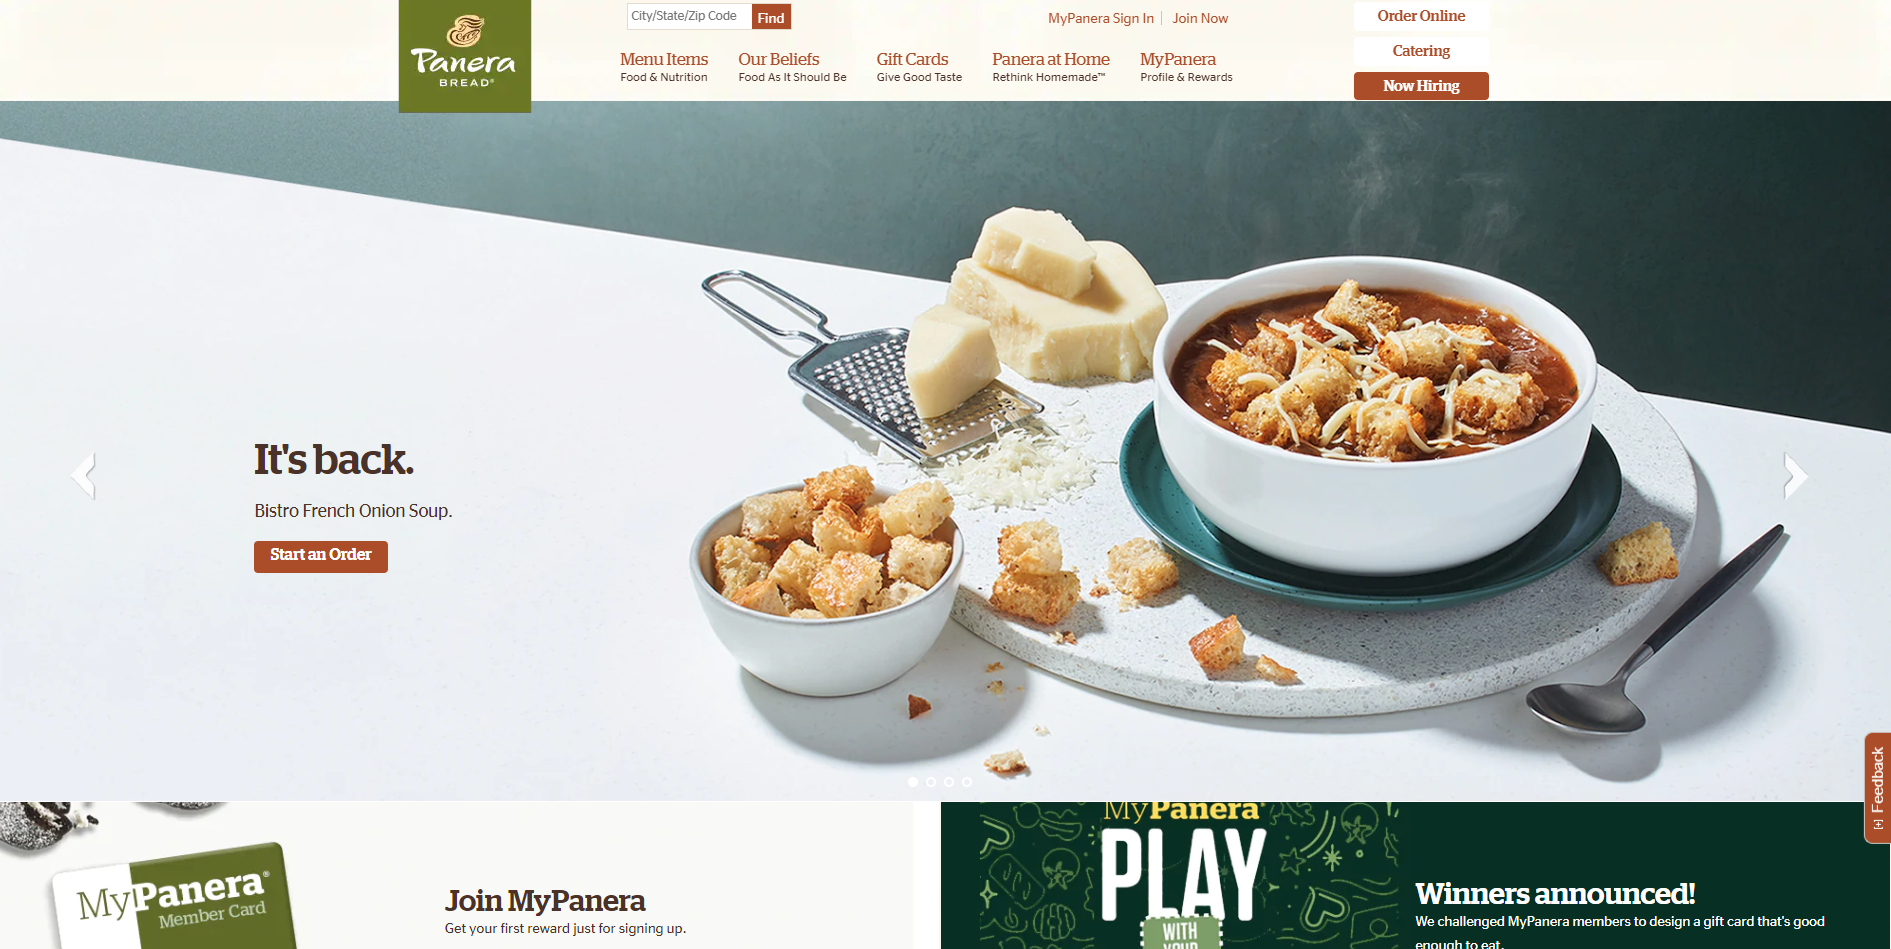 Panera
BREAD®
City/State/Zip Code
Find
MyPanera Sign In
Join Now
Order Online
Catering
Now Hiring
Menu Items
Food & Nutrition
Our Beliefs
Food As It Should Be
Gift Cards
Give Good Taste
Panera at Home
Rethink Homemade™
MyPanera
Profile & Rewards
It's back.
Bistro French Onion Soup.
Start an Order
[+] Feedback
MyPanera®
Member Card
Join MyPanera
Get your first reward just for signing up.
MyPanera®
PLAY
WITH
YOUR
Winners announced!
We challenged MyPanera members to design a gift card that's good
enough to eat.